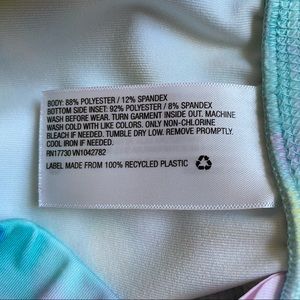 BODY: 88% POLYESTER / 12% SPANDEX
BOTTOM SIDE INSET: 92% POLYESTER / 8% SPANDEX
WASH BEFORE WEAR. TURN GARMENT INSIDE OUT. MACHINE
WASH COLD WITH LIKE COLORS. ONLY NON-CHLORINE
BLEACH IF NEEDED. TUMBLE DRY LOW. REMOVE PROMPTLY.
COOL IRON IF NEEDED.
RN17730 VN1042782
LABEL MADE FROM 100% RECYCLED PLASTIC